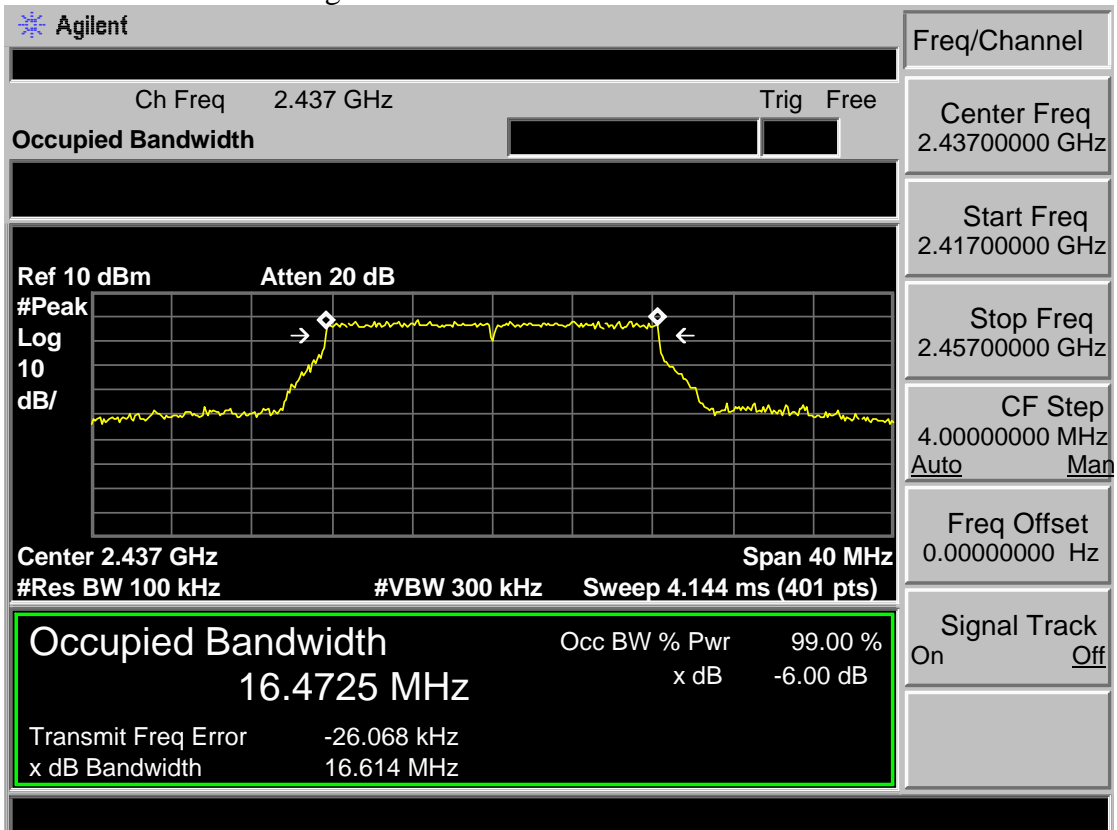 Agilent
Freq/Channel
Ch Freq 2.437 GHz Trig Free
Occupied Bandwidth
Center Freq
2.43700000 GHz
Start Freq
2.41700000 GHz
Stop Freq
2.45700000 GHz
CF Step
4.00000000 MHz
Auto Man
Freq Offset
0.00000000 Hz
Signal Track
On Off
Ref 10 dBm Atten 20 dB
#Peak
Log
10
dB/
Center 2.437 GHz Span 40 MHz
#Res BW 100 kHz #VBW 300 kHz Sweep 4.144 ms (401 pts)
Occupied Bandwidth Occ BW % Pwr 99.00 %
16.4725 MHz x dB -6.00 dB
Transmit Freq Error -26.068 kHz
x dB Bandwidth 16.614 MHz